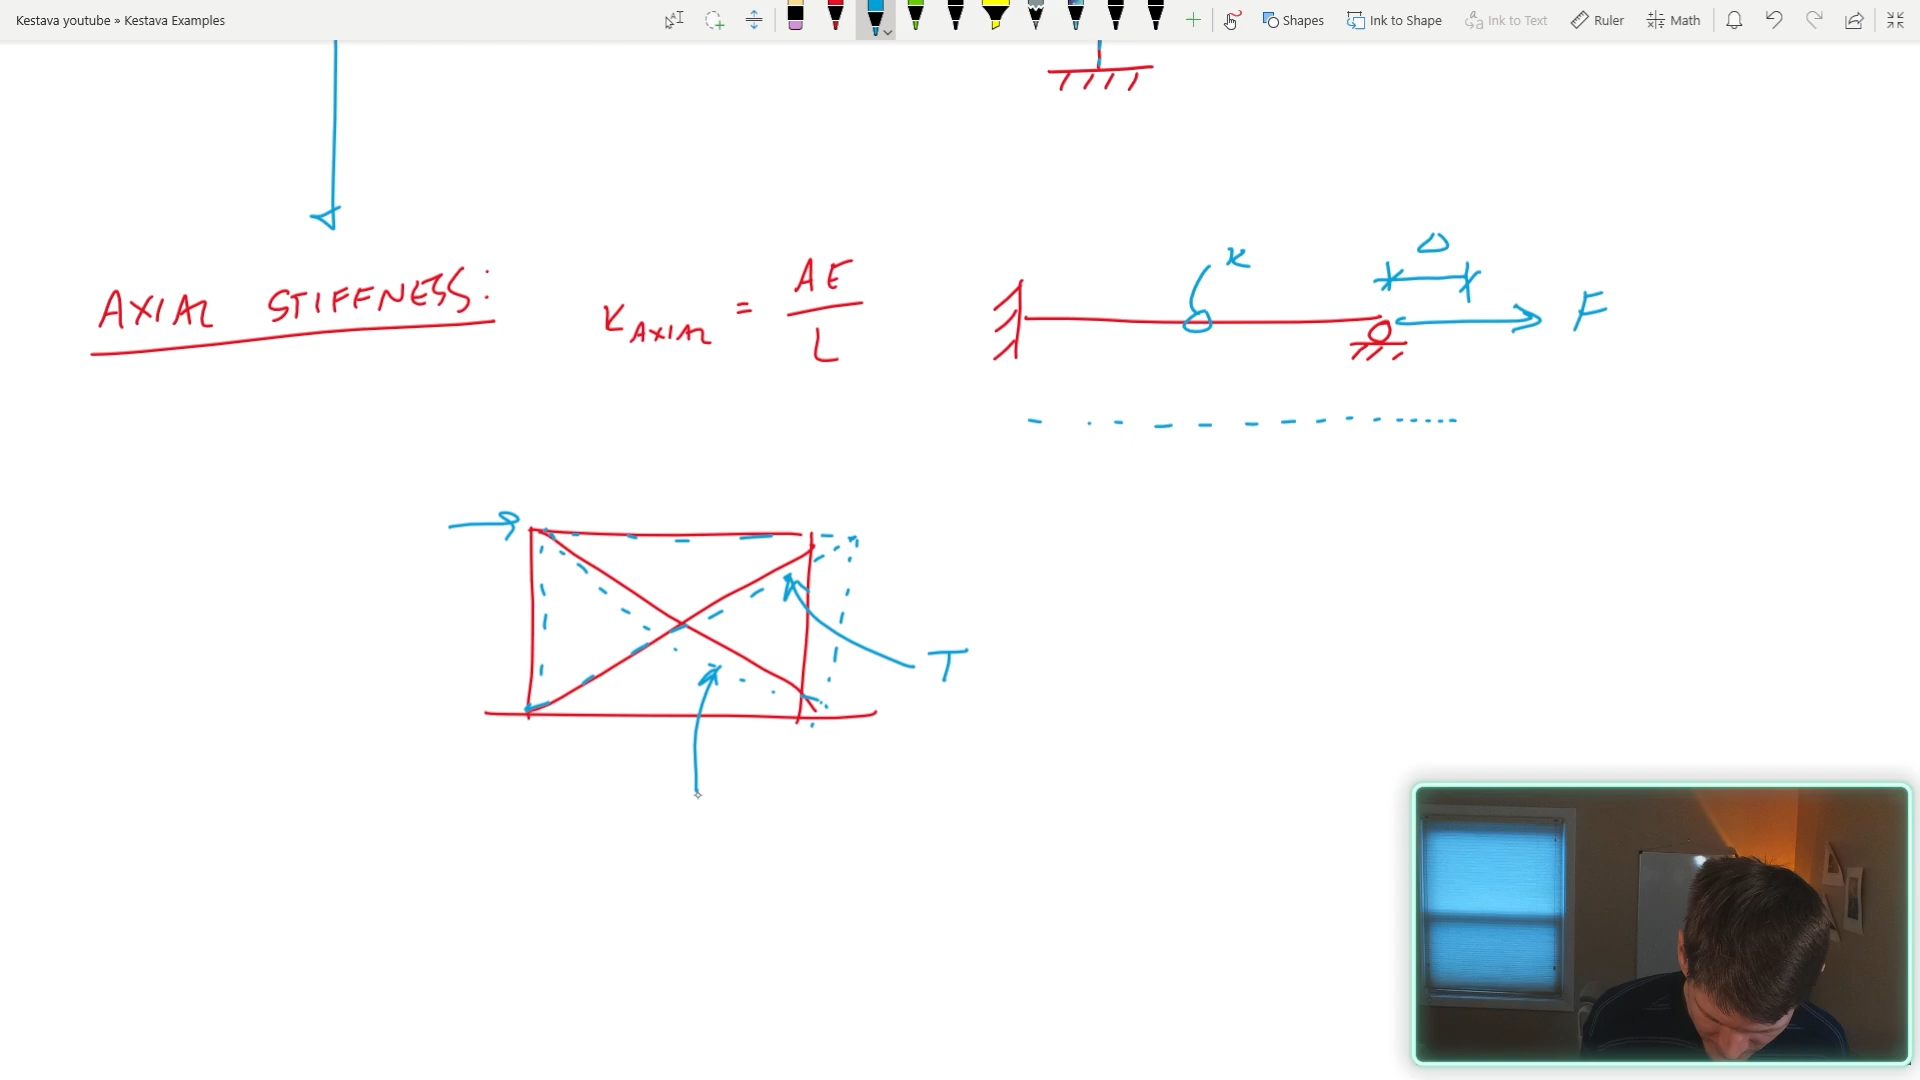 Kestava youtube » Kestava Examples
Shapes
Ink to Shape
Ink to Text
Ruler
Math
AXIAL STIFFNESS:
K AXIAL = AE / L
K
Δ
F
T